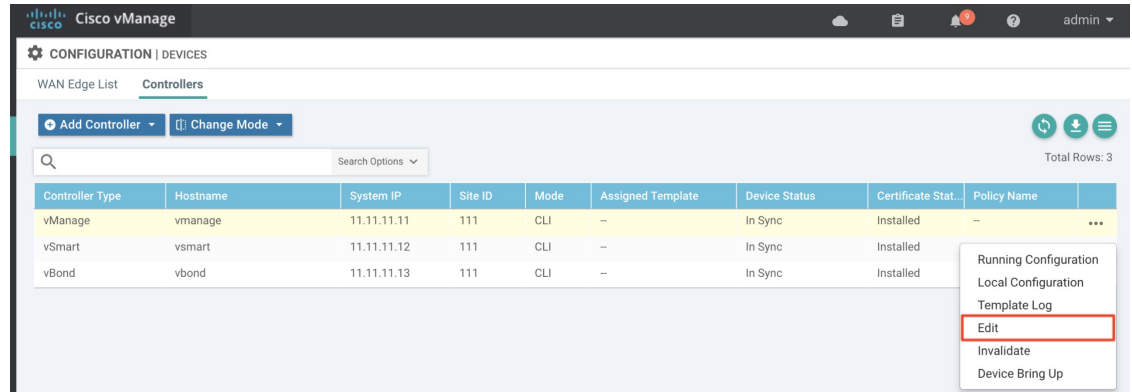 CISCO Cisco vManage 9 admin
CONFIGURATION | DEVICES
WAN Edge List Controllers
Add Controller Change Mode
Search Options Total Rows: 3
Controller Type Hostname System IP Site ID Mode Assigned Template Device Status Certificate Stat... Policy Name
vManage vmanage 11.11.11.11 111 CLI -- In Sync Installed --
vSmart vsmart 11.11.11.12 111 CLI -- In Sync Installed
vBond vbond 11.11.11.13 111 CLI -- In Sync Installed
Running Configuration
Local Configuration
Template Log
Edit
Invalidate
Device Bring Up